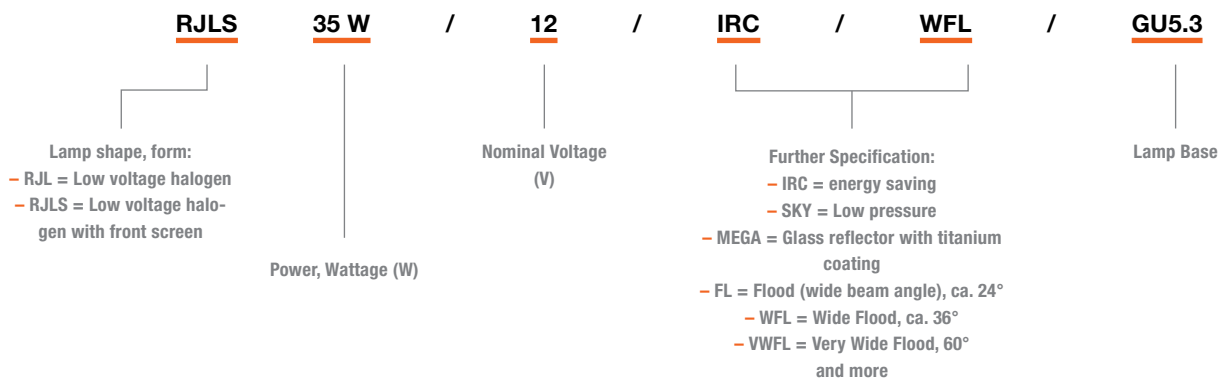 RJLS 35 W / 12 / IRC / WFL / GU5.3
Lamp shape, form:
– RJL = Low voltage halogen
– RJLS = Low voltage halo-
gen with front screen
Power, Wattage (W)
Nominal Voltage
(V)
Further Specification:
– IRC = energy saving
– SKY = Low pressure
– MEGA = Glass reflector with titanium
coating
– FL = Flood (wide beam angle), ca. 24°
– WFL = Wide Flood, ca. 36°
– VWFL = Very Wide Flood, 60°
and more
Lamp Base